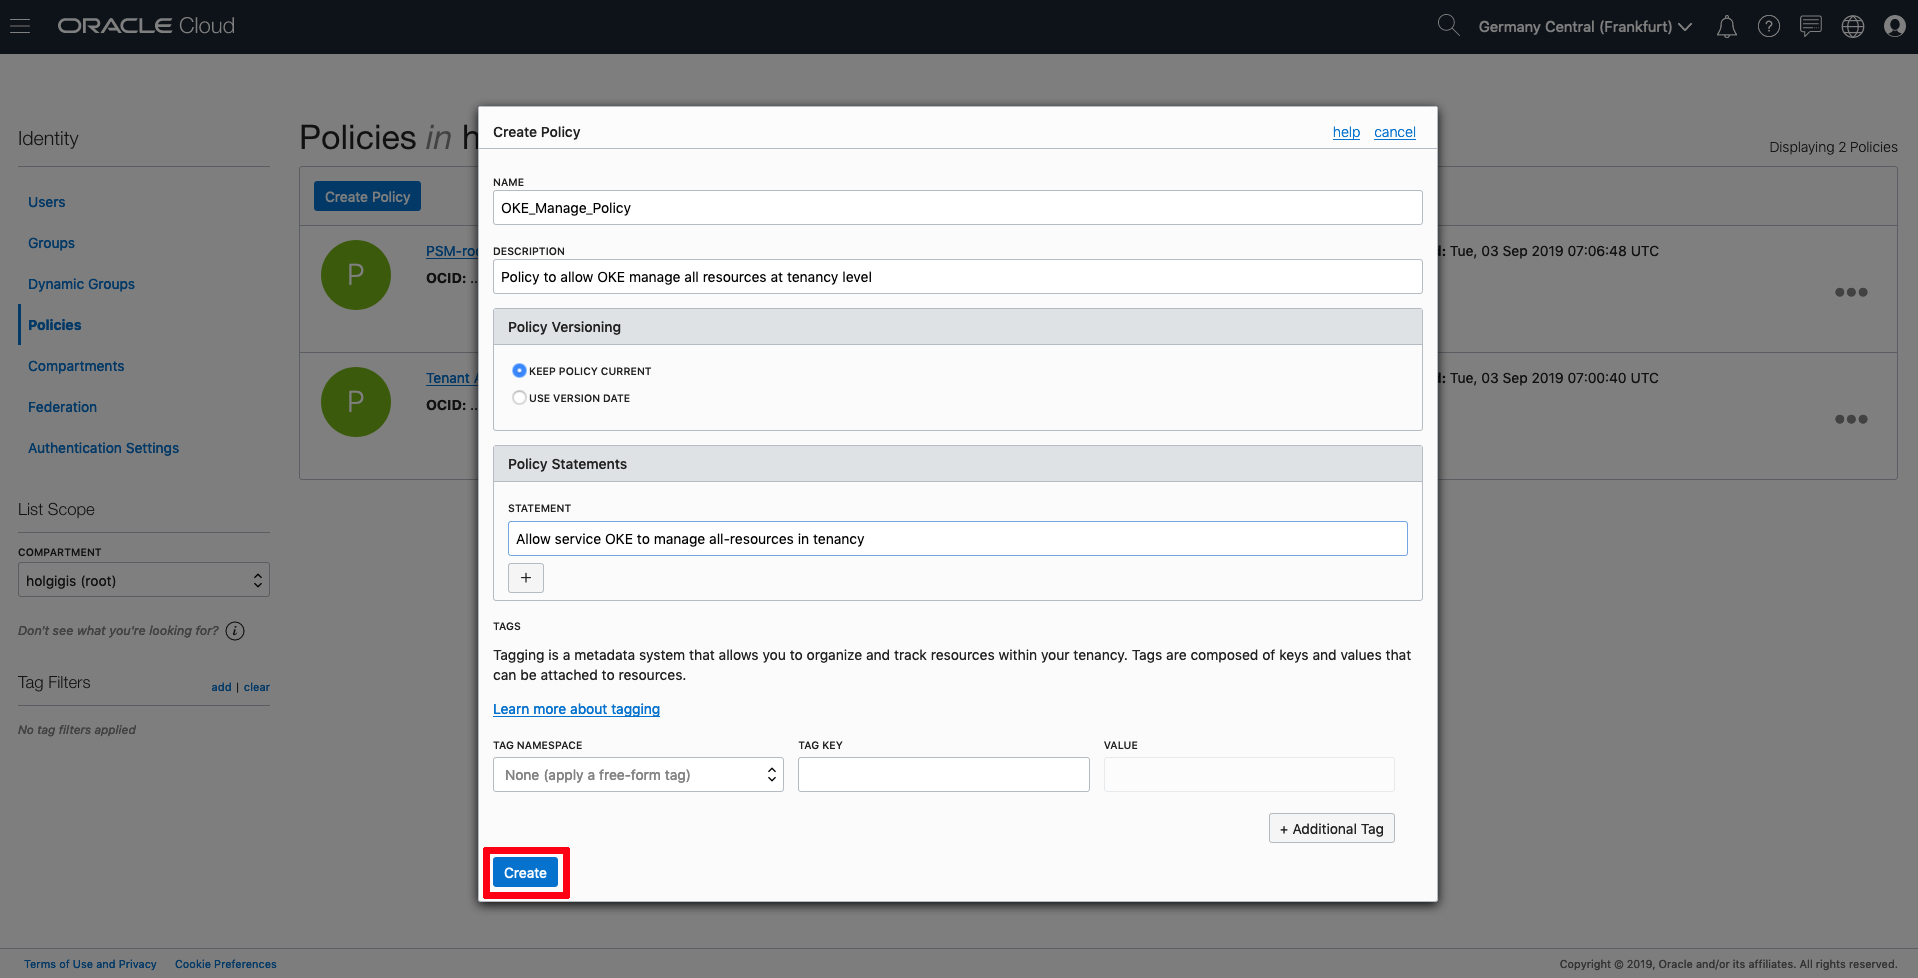 ORACLE Cloud
Germany Central (Frankfurt)
Identity
Users
Groups
Dynamic Groups
Policies
Compartments
Federation
Authentication Settings
List Scope
COMPARTMENT
holgigis (root)
Don't see what you're looking for?
Tag Filters
add | clear
No tag filters applied
Policies in h
Displaying 2 Policies
Create Policy
P
PSM-ro
OCID: ..
Tue, 03 Sep 2019 07:06:48 UTC
P
Tenant A
OCID: ..
Tue, 03 Sep 2019 07:00:40 UTC
Create Policy
help cancel
NAME
OKE_Manage_Policy
DESCRIPTION
Policy to allow OKE manage all resources at tenancy level
Policy Versioning
KEEP POLICY CURRENT
USE VERSION DATE
Policy Statements
STATEMENT
Allow service OKE to manage all-resources in tenancy
+
TAGS
Tagging is a metadata system that allows you to organize and track resources within your tenancy. Tags are composed of keys and values that
can be attached to resources.
Learn more about tagging
TAG NAMESPACE TAG KEY VALUE
None (apply a free-form tag)
+ Additional Tag
Create
Terms of Use and Privacy Cookie Preferences
Copyright © 2019, Oracle and/or its affiliates. All rights reserved.